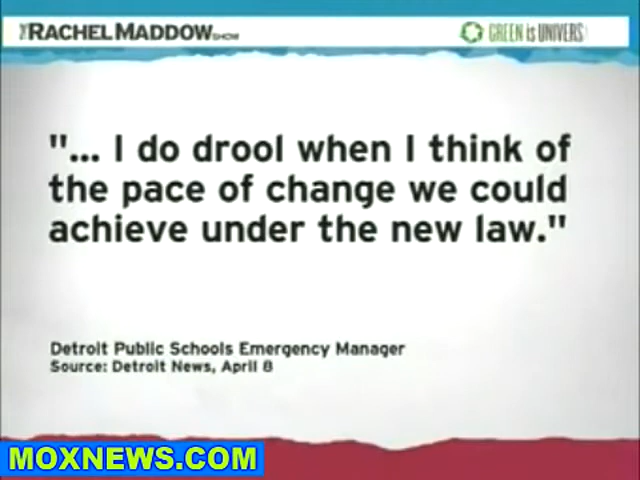 THE RACHEL MADDOW SHOW
GREEN is UNIVERS
"... I do drool when I think of
the pace of change we could
achieve under the new law."
Detroit Public Schools Emergency Manager
Source: Detroit News, April 8
MOXNEWS.COM